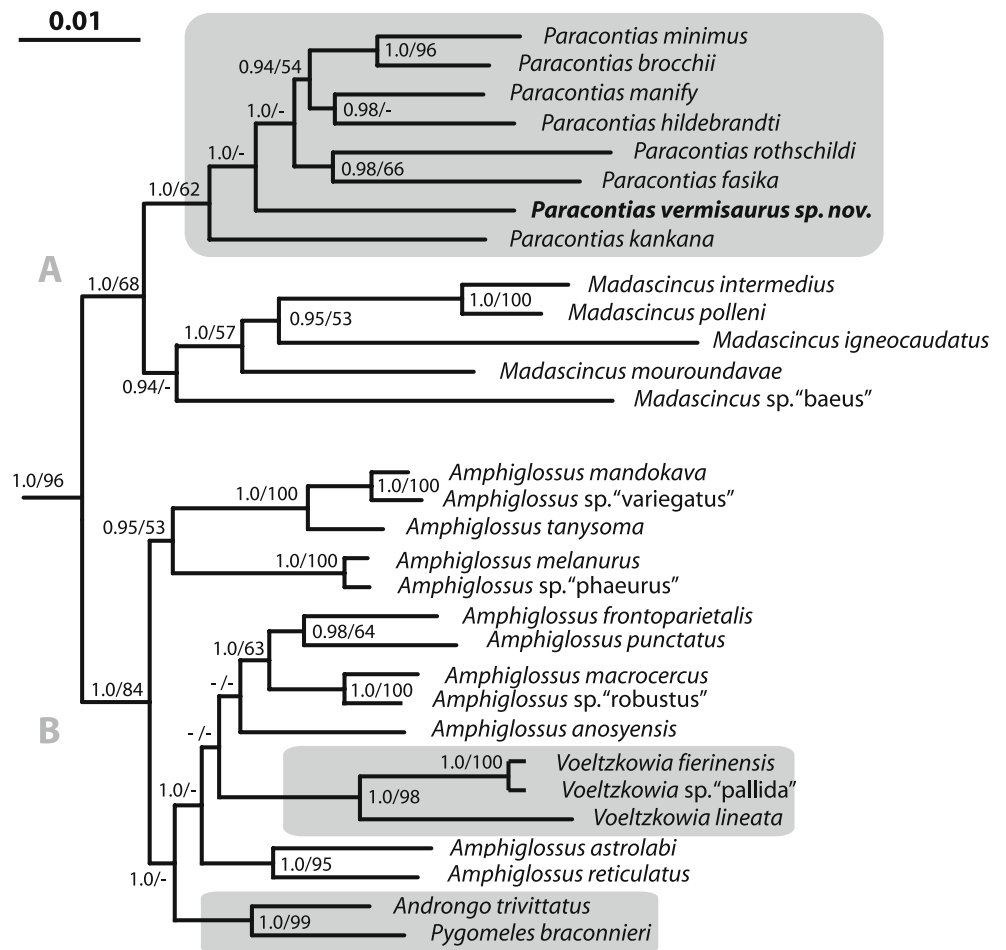 0.01
Paracontias minimus
1.0/96
Paracontias brocchii
0.94/54
Paracontias manify
0.98/-
1.0/-
Paracontias hildebrandti
Paracontias rothschildi
1.0/-
0.98/66
Paracontias fasika
1.0/62
Paracontias vermisaurus sp. nov.
Paracontias kankana
A
1.0/68
Madascincus intermedius
1.0/100
Madascincus polleni
0.95/53
1.0/57
Madascincus igneocaudatus
Madascincus mouroundavae
0.94/-
Madascincus sp. “baeus”
1.0/96
Amphiglossus mandokava
1.0/100
1.0/100
Amphiglossus sp. “variegatus”
0.95/53
Amphiglossus tanysoma
1.0/100
Amphiglossus melanurus
Amphiglossus sp. “phaeurus”
Amphiglossus frontoparietalis
0.98/64
1.0/63
Amphiglossus punctatus
Amphiglossus macrocercus
1.0/84
- /-
1.0/100
Amphiglossus sp. “robustus”
B
- /-
Amphiglossus anosyensis
1.0/100
Voeltzkowia fierinensis
Voeltzkowia sp. “pallida”
1.0/-
1.0/98
Voeltzkowia lineata
Amphiglossus astrolabi
1.0/95
1.0/-
Amphiglossus reticulatus
Androngo trivittatus
1.0/99
Pygomeles braconnieri